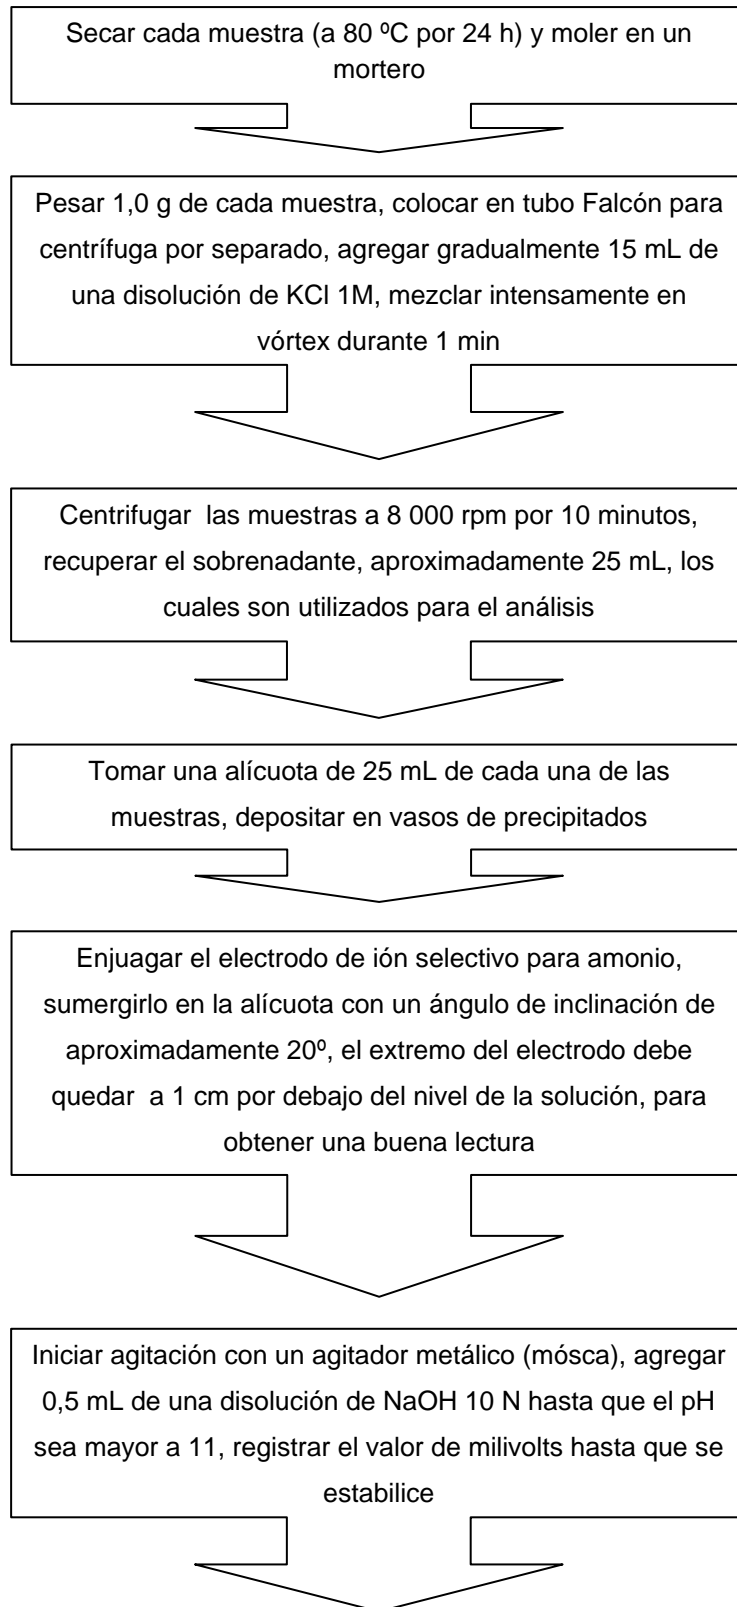 Secar cada muestra (a 80 ºC por 24 h) y moler en un
mortero
Pesar 1,0 g de cada muestra, colocar en tubo Falcón para
centrífuga por separado, agregar gradualmente 15 mL de
una disolución de KCl 1M, mezclar intensamente en
vórtex durante 1 min
Centrifugar las muestras a 8 000 rpm por 10 minutos,
recuperar el sobrenadante, aproximadamente 25 mL, los
cuales son utilizados para el análisis
Tomar una alícuota de 25 mL de cada una de las
muestras, depositar en vasos de precipitados
Enjuagar el electrodo de ión selectivo para amonio,
sumergirlo en la alícuota con un ángulo de inclinación de
aproximadamente 20º, el extremo del electrodo debe
quedar a 1 cm por debajo del nivel de la solución, para
obtener una buena lectura
Iniciar agitación con un agitador metálico (mósca), agregar
0,5 mL de una disolución de NaOH 10 N hasta que el pH
sea mayor a 11, registrar el valor de milivolts hasta que se
estabilice